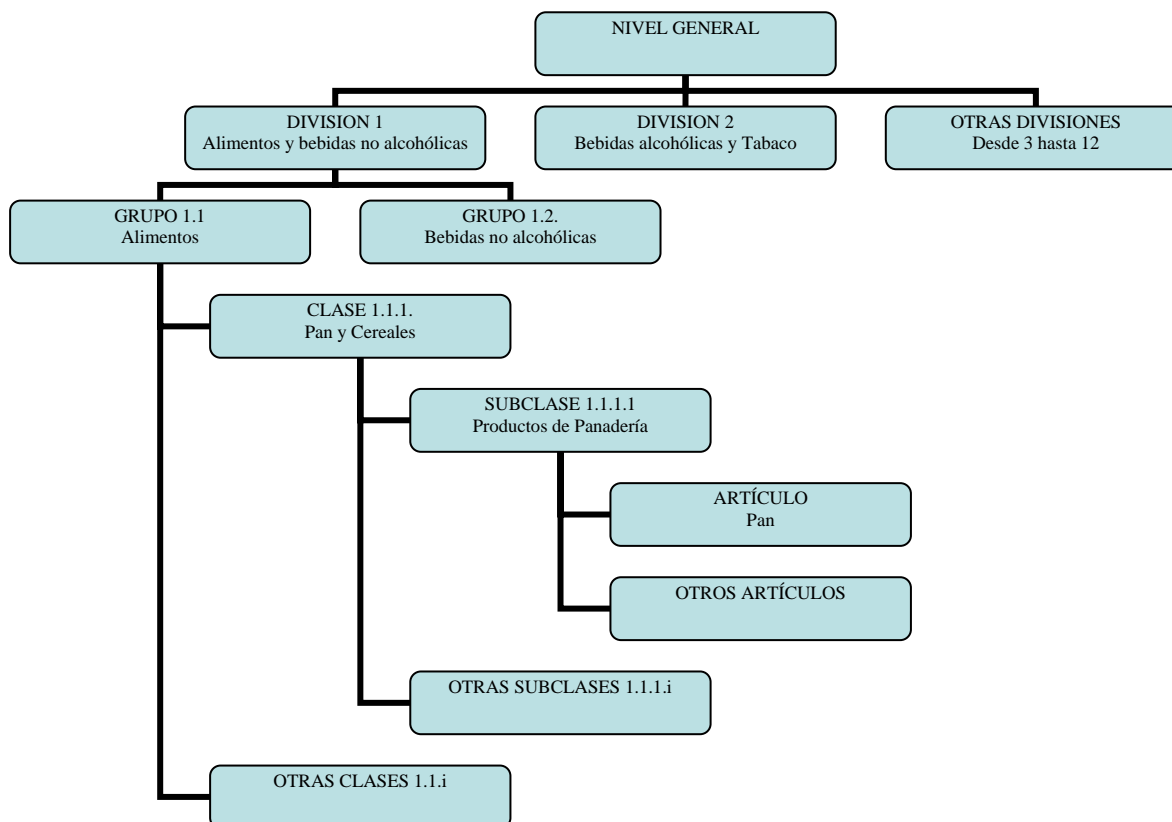 NIVEL GENERAL
DIVISION 1
Alimentos y bebidas no alcohólicas
DIVISION 2
Bebidas alcohólicas y Tabaco
OTRAS DIVISIONES
Desde 3 hasta 12
GRUPO 1.1
Alimentos
GRUPO 1.2.
Bebidas no alcohólicas
CLASE 1.1.1.
Pan y Cereales
SUBCLASE 1.1.1.1
Productos de Panadería
ARTÍCULO
Pan
OTROS ARTÍCULOS
OTRAS SUBCLASES 1.1.1.i
OTRAS CLASES 1.1.i